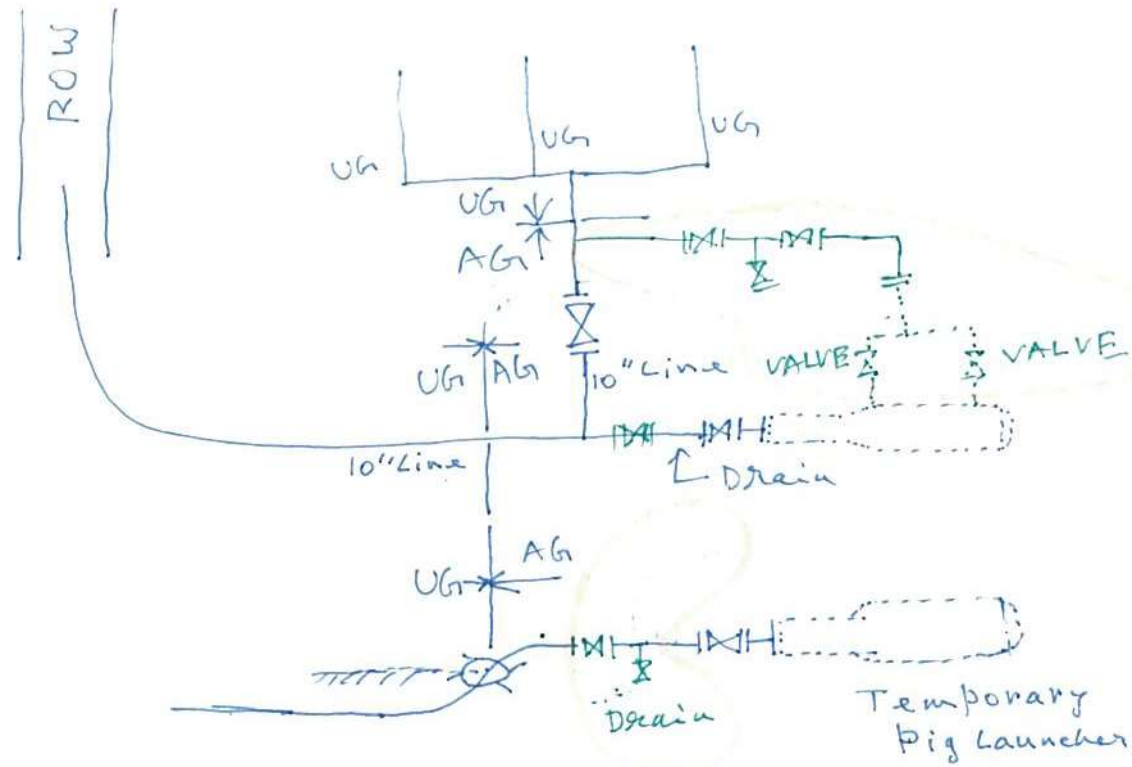 ROW
UG
UG
UG
UG
AG
UG
AG
10"Line
VALVE
VALVE
10"Line
Drain
UG
AG
Drain
Temporary
Pig Launcher